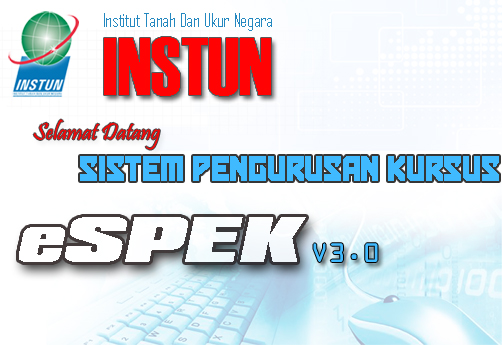 Institut Tanah Dan Ukur Negara
INSTUN
INSTUN
Selamat Datang
SISTEM PENGURUSAN KURSUS
eSPEK v3.0